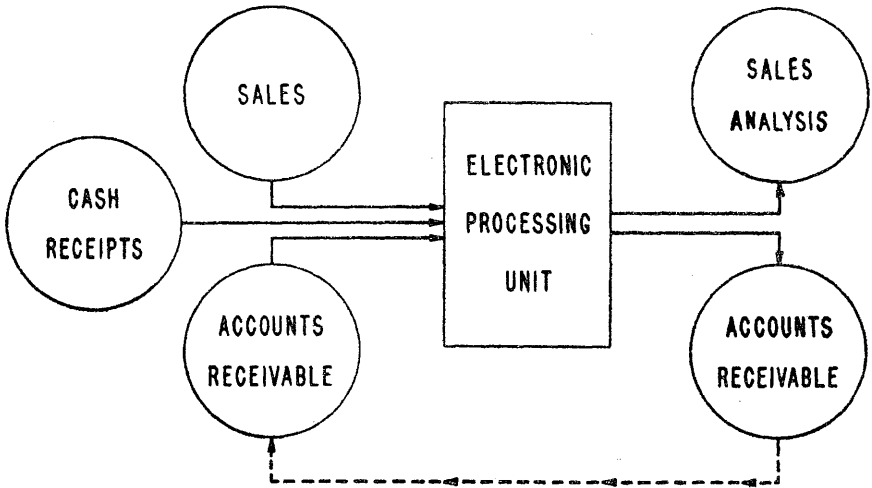 SALES
CASH
RECEIPTS
ACCOUNTS
RECEIVABLE
ELECTRONIC
PROCESSING
UNIT
SALES
ANALYSIS
ACCOUNTS
RECEIVABLE